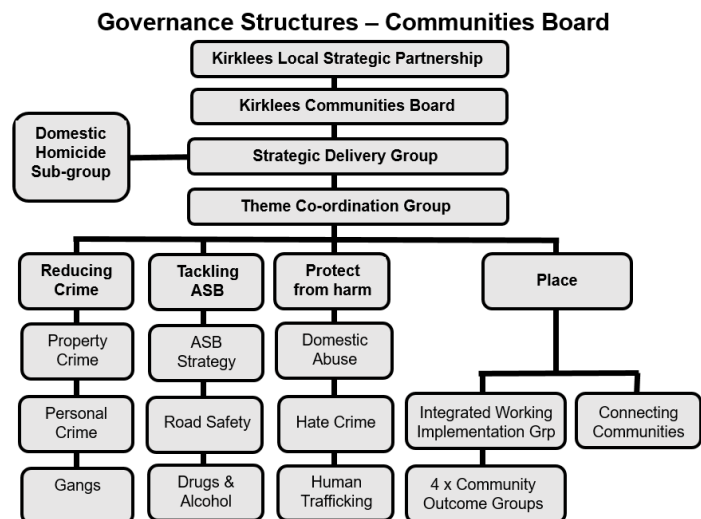 Governance Structures – Communities Board
Kirklees Local Strategic Partnership
Kirklees Communities Board
Domestic
Homicide
Sub-group
Strategic Delivery Group
Theme Co-ordination Group
Reducing
Crime
Tackling
ASB
Protect
from harm
Place
Property
Crime
ASB
Strategy
Domestic
Abuse
Personal
Crime
Road Safety
Hate Crime
Integrated Working
Implementation Grp
Connecting
Communities
Gangs
Drugs &
Alcohol
Human
Trafficking
4 x Community
Outcome Groups